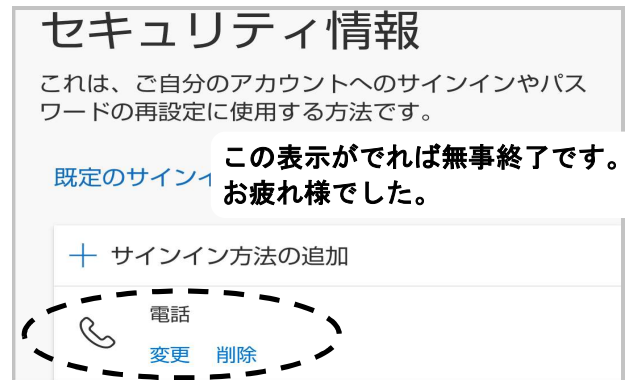 セキュリティ情報
これは、ご自分のアカウントへのサインインやパス
ワードの再設定に使用する方法です。
この表示がでれば無事終了です。
お疲れ様でした。
既定のサインイ
＋ サインイン方法の追加
電話
変更 削除